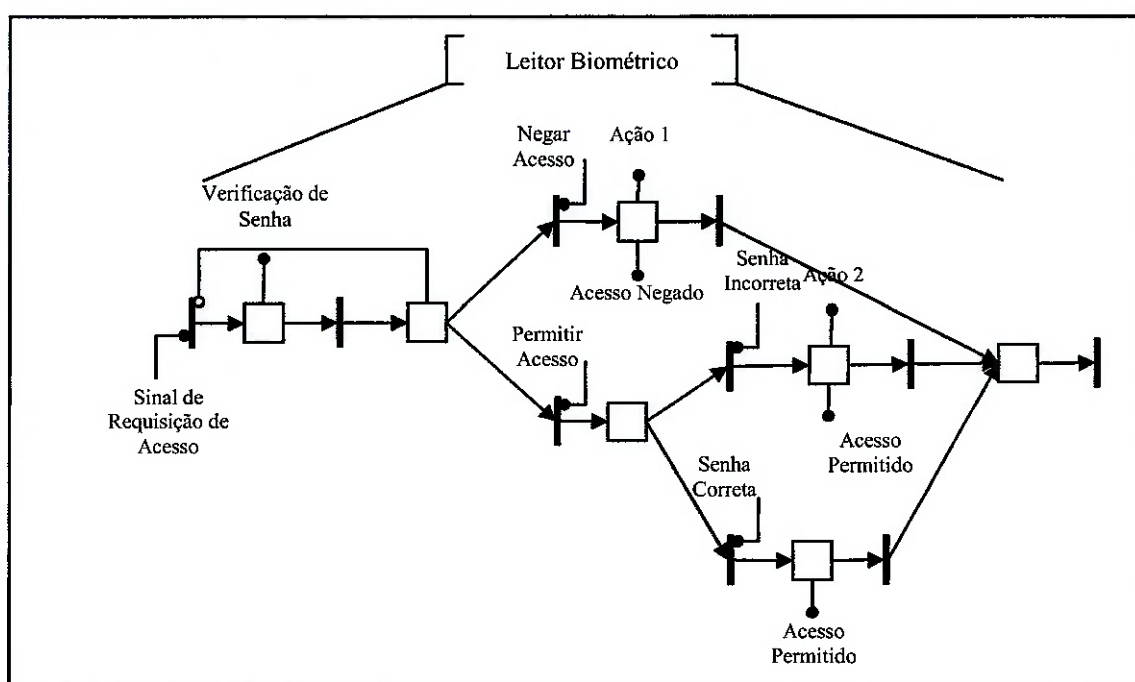 Leitor Biométrico
Negar
Acesso
Ação 1
Verificação de
Senha
Acesso Negado
Senha
Incorreta
Ação 2
Permitir
Acesso
Sinal de
Requisição de
Acesso
Acesso
Permitido
Senha
Correta
Acesso
Permitido